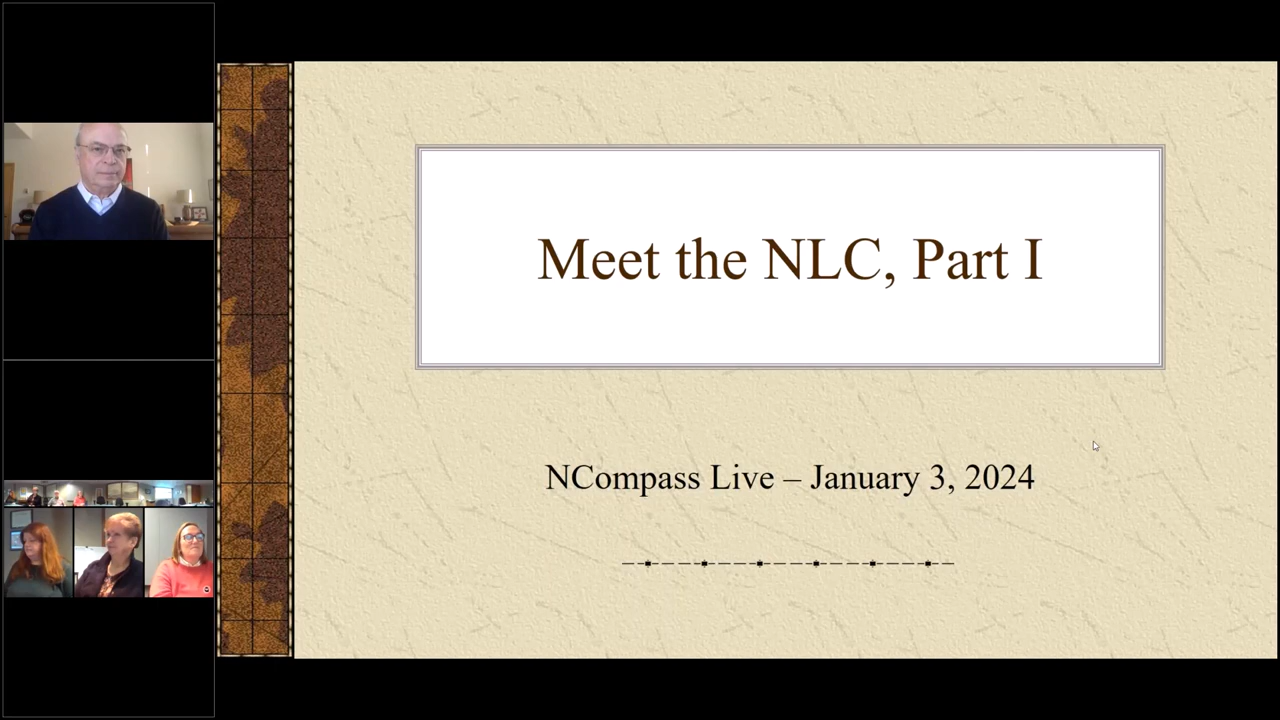 Meet the NLC, Part I
NCompass Live – January 3, 2024